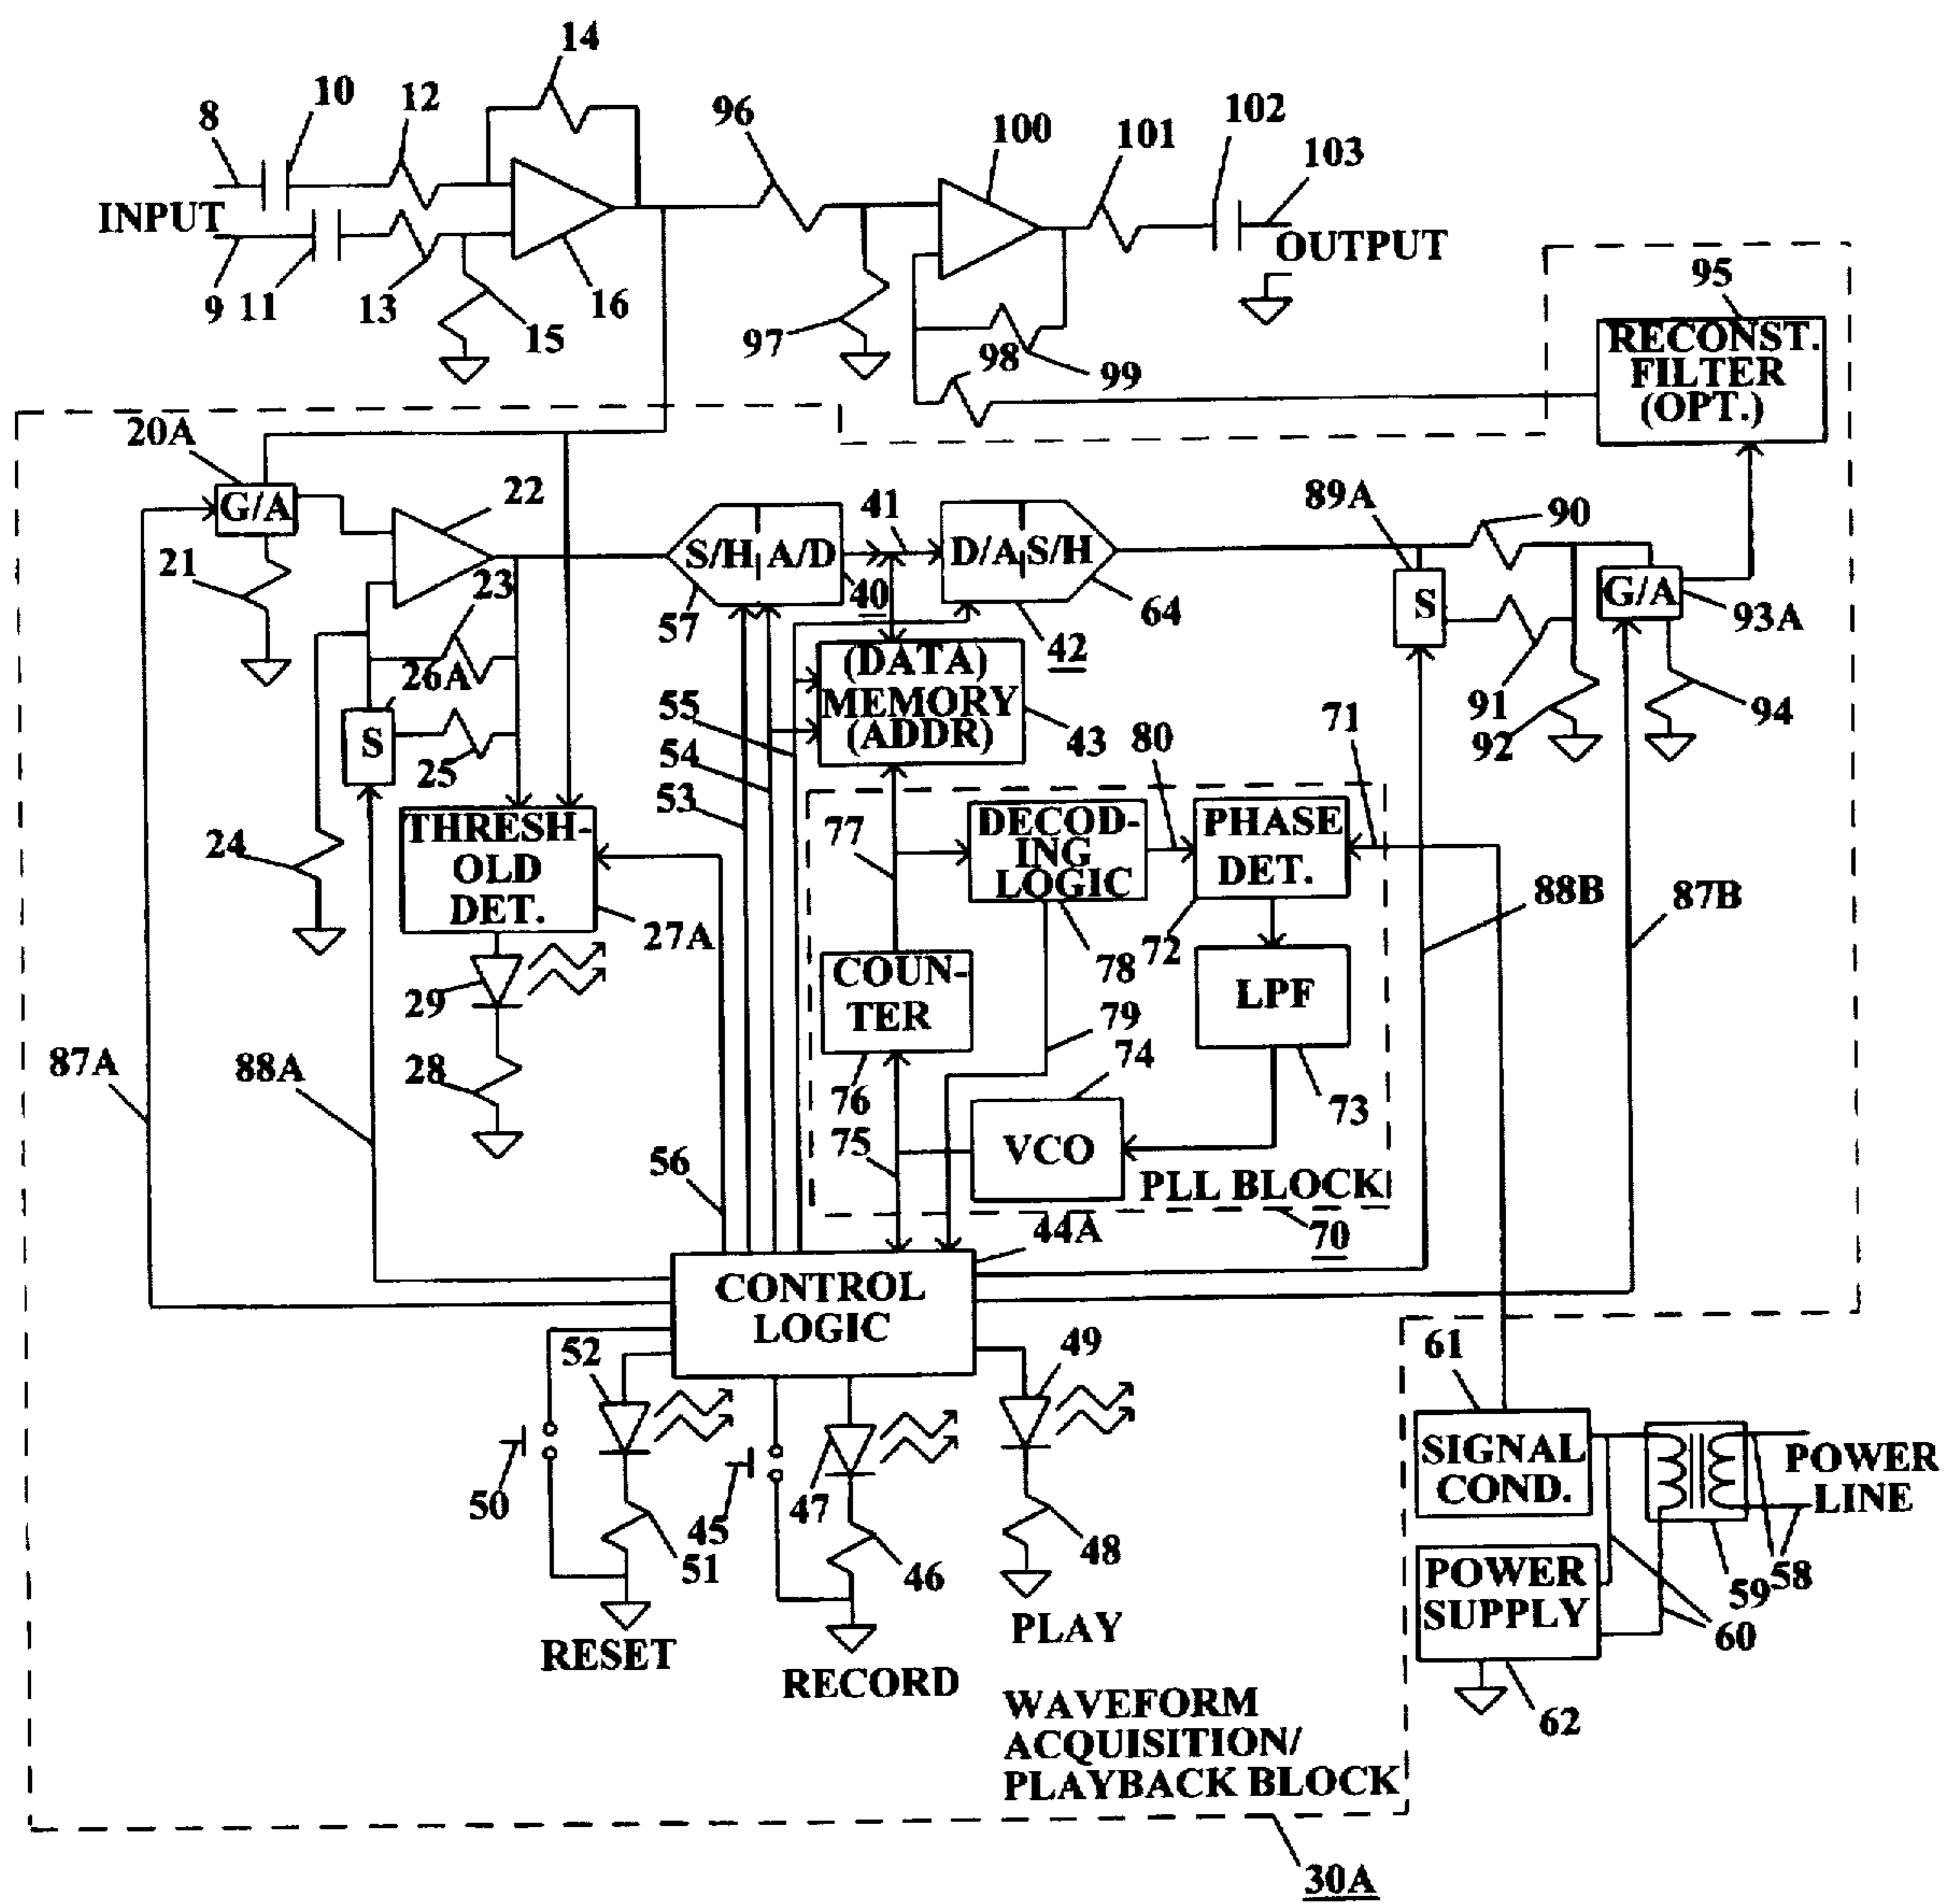 14
8
10
12
96
100
101
102
103
INPUT
OUTPUT
9
11
13
15
16
97
98
99
95
RECONST.
FILTER
(OPT.)
20A
G/A
22
21
23
S/H
A/D
41
D/A
S/H
57
40
42
64
89A
90
S
G/A
93A
91
92
94
26A
S
25
(DATA)
MEMORY
(ADDR)
43
55
54
53
80
71
24
THRESH-
OLD
DET.
27A
77
DECOD-
ING
LOGIC
PHASE
DET.
78
72
88B
87B
29
28
COUN-
TER
76
LPF
73
79
74
87A
88A
56
75
VCO
PLL BLOCK
70
44A
CONTROL
LOGIC
52
49
61
50
51
45
47
46
48
SIGNAL
COND.
POWER
LINE
59
58
POWER
SUPPLY
60
62
RESET
RECORD
PLAY
WAVEFORM
ACQUISITION/
PLAYBACK BLOCK
30A